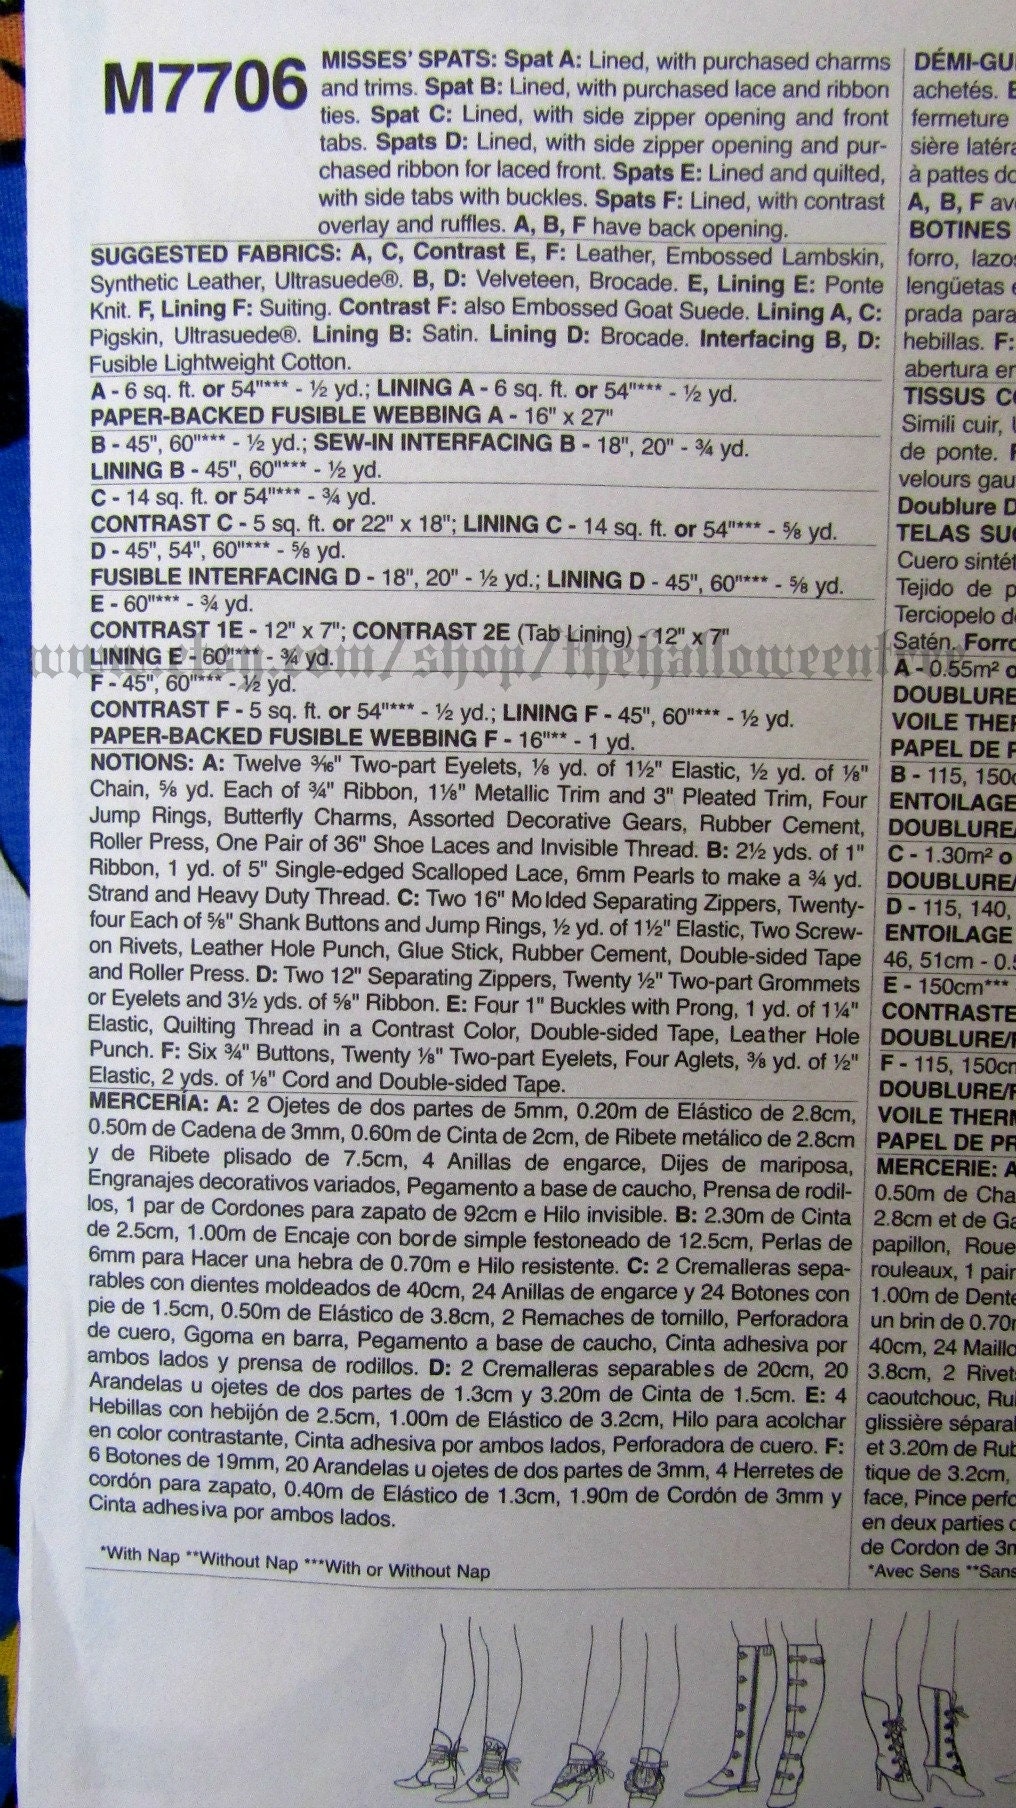 M7706
MISSES' SPATS: Spat A: Lined, with purchased charms
and trims. Spat B: Lined, with purchased lace and ribbon
ties. Spat C: Lined, with side zipper opening and front
tabs. Spats D: Lined, with side zipper opening and pur-
chased ribbon for laced front. Spats E: Lined and quilted,
with side tabs with buckles. Spats F: Lined, with contrast
overlay and ruffles. A, B, F have back opening.
SUGGESTED FABRICS: A, C, Contrast E, F: Leather, Embossed Lambskin,
Synthetic Leather, Ultrasuede®. B, D: Velveteen, Brocade. E, Lining E: Ponte
Knit. F, Lining F: Suiting. Contrast F: also Embossed Goat Suede. Lining A, C:
Pigskin, Ultrasuede®. Lining B: Satin. Lining D: Brocade. Interfacing B, D:
Fusible Lightweight Cotton.
A - 6 sq. ft. or 54"*** - ½ yd.; LINING A - 6 sq. ft. or 54"*** - ½ yd.
PAPER-BACKED FUSIBLE WEBBING A - 16" x 27"
B - 45", 60"*** - ½ yd.; SEW-IN INTERFACING B - 18", 20" - ¾ yd.
LINING B - 45", 60"*** - ½ yd.
C - 14 sq. ft. or 54"*** - ¾ yd.
CONTRAST C - 5 sq. ft. or 22" x 18"; LINING C - 14 sq. ft. or 54"*** - ⅝ yd.
D - 45", 54", 60"*** - ⅝ yd.
FUSIBLE INTERFACING D - 18", 20" - ½ yd.; LINING D - 45", 60"*** - ⅝ yd.
E - 60"*** - ¾ yd.
CONTRAST 1E - 12" x 7"; CONTRAST 2E (Tab Lining) - 12" x 7"
LINING E - 60"*** - ¾ yd.
F - 45", 60"*** - ½ yd.
CONTRAST F - 5 sq. ft. or 54"*** - ½ yd.; LINING F - 45", 60"*** - ½ yd.
PAPER-BACKED FUSIBLE WEBBING F - 16"** - 1 yd.
NOTIONS: A: Twelve 3⁄16" Two-part Eyelets, ⅛ yd. of 1½" Elastic, ½ yd. of ⅛"
Chain, ⅝ yd. Each of ¾" Ribbon, 1⅛" Metallic Trim and 3" Pleated Trim, Four
Jump Rings, Butterfly Charms, Assorted Decorative Gears, Rubber Cement,
Roller Press, One Pair of 36" Shoe Laces and Invisible Thread. B: 2½ yds. of 1"
Ribbon, 1 yd. of 5" Single-edged Scalloped Lace, 6mm Pearls to make a ¾ yd.
Strand and Heavy Duty Thread. C: Two 16" Molded Separating Zippers, Twenty-
four Each of ⅝" Shank Buttons and Jump Rings, ½ yd. of 1½" Elastic, Two Screw-
on Rivets, Leather Hole Punch, Glue Stick, Rubber Cement, Double-sided Tape
and Roller Press. D: Two 12" Separating Zippers, Twenty ½" Two-part Grommets
or Eyelets and 3½ yds. of ⅝" Ribbon. E: Four 1" Buckles with Prong, 1 yd. of 1¼"
Elastic, Quilting Thread in a Contrast Color, Double-sided Tape, Leather Hole
Punch. F: Six ¾" Buttons, Twenty ⅛" Two-part Eyelets, Four Aglets, ⅜ yd. of ½"
Elastic, 2 yds. of ⅛" Cord and Double-sided Tape.
MERCERÍA: A: 2 Ojetes de dos partes de 5mm, 0.20m de Elástico de 2.8cm,
0.50m de Cadena de 3mm, 0.60m de Cinta de 2cm, de Ribete metálico de 2.8cm
y de Ribete plisado de 7.5cm, 4 Anillas de engarce, Dijes de mariposa,
Engranajes decorativos variados, Pegamento a base de caucho, Prensa de rodil-
los, 1 par de Cordones para zapato de 92cm e Hilo invisible. B: 2.30m de Cinta
de 2.5cm, 1.00m de Encaje con borde simple festoneado de 12.5cm, Perlas de
6mm para Hacer una hebra de 0.70m e Hilo resistente. C: 2 Cremalleras sepa-
rables con dientes moldeados de 40cm, 24 Anillas de engarce y 24 Botones con
pie de 1.5cm, 0.50m de Elástico de 3.8cm, 2 Remaches de tornillo, Perforadora
de cuero, Ggoma en barra, Pegamento a base de caucho, Cinta adhesiva por
ambos lados y prensa de rodillos. D: 2 Cremalleras separables de 20cm, 20
Arandelas u ojetes de dos partes de 1.3cm y 3.20m de Cinta de 1.5cm. E: 4
Hebillas con hebijón de 2.5cm, 1.00m de Elástico de 3.2cm, Hilo para acolchar
en color contrastante, Cinta adhesiva por ambos lados, Perforadora de cuero. F:
6 Botones de 19mm, 20 Arandelas u ojetes de dos partes de 3mm, 4 Herretes de
cordón para zapato, 0.40m de Elástico de 1.3cm, 1.90m de Cordón de 3mm y
Cinta adhesiva por ambos lados.
*With Nap **Without Nap ***With or Without Nap
DÉMI-GU
achetés. B
fermeture
sière latéra
à pattes do
A, B, F ave
BOTINES
forro, lazos
lengüetas e
prada para
hebillas. F:
abertura en
TISSUS CO
Simili cuir, U
de ponte. F
velours gau
Doublure D
TELAS SUG
Cuero sintét
Tejido de p
Terciopelo de
Satén. Forro
A - 0.55m² o
DOUBLURE
VOILE THER
PAPEL DE P
B - 115, 150c
ENTOILAGE
DOUBLURE/
C - 1.30m² o
DOUBLURE/
D - 115, 140,
ENTOILAGE
46, 51cm - 0.5
E - 150cm***
CONTRASTE
DOUBLURE/F
F - 115, 150cm
DOUBLURE/F
VOILE THERM
PAPEL DE PR
MERCERIE: A
0.50m de Cha
2.8cm et de Ga
papillon, Roue
rouleaux, 1 pair
1.00m de Dente
un brin de 0.70m
40cm, 24 Maillo
3.8cm, 2 Rivet
caoutchouc, Rul
glissière séparal
et 3.20m de Rub
tique de 3.2cm,
face, Pince perfo
en deux parties d
de Cordon de 3m
*Avec Sens **Sans